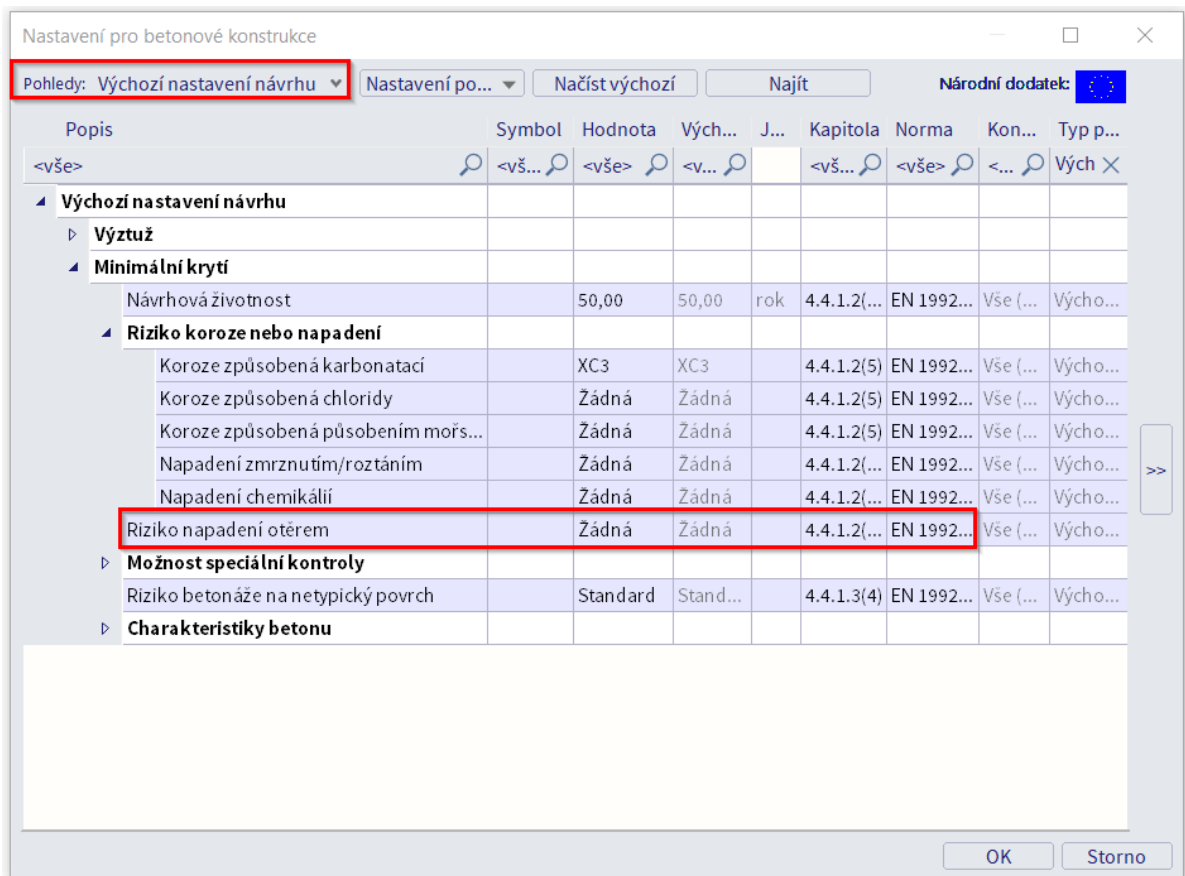 Nastavení pro betonové konstrukce
Pohledy: Výchozí nastavení návrhu Nastavení po... Načíst výchozí Najít Národní dodatek:
Popis Symbol Hodnota Vých... J... Kapitola Norma Kon... Typ p...
<vše> <vš... <vše> <v... <vš... <vše> <... Vých
Výchozí nastavení návrhu
Výztuž
Minimální krytí
Návrhová životnost 50,00 50,00 rok 4.4.1.2(... EN 1992... Vše (... Výcho...
Riziko koroze nebo napadení
Koroze způsobená karbonatací XC3 XC3 4.4.1.2(5) EN 1992... Vše (... Výcho...
Koroze způsobená chloridy Žádná Žádná 4.4.1.2(5) EN 1992... Vše (... Výcho...
Koroze způsobená působením mořs... Žádná Žádná 4.4.1.2(5) EN 1992... Vše (... Výcho...
Napadení zmrznutím/roztáním Žádná Žádná 4.4.1.2(... EN 1992... Vše (... Výcho...
Napadení chemikálií Žádná Žádná 4.4.1.2(... EN 1992... Vše (... Výcho...
>>
Riziko napadení otěrem Žádná Žádná 4.4.1.2(... EN 1992... Vše (... Výcho...
Možnost speciální kontroly
Riziko betonáže na netypický povrch Standard Stand... 4.4.1.3(4) EN 1992... Vše (... Výcho...
Charakteristiky betonu
OK Storno